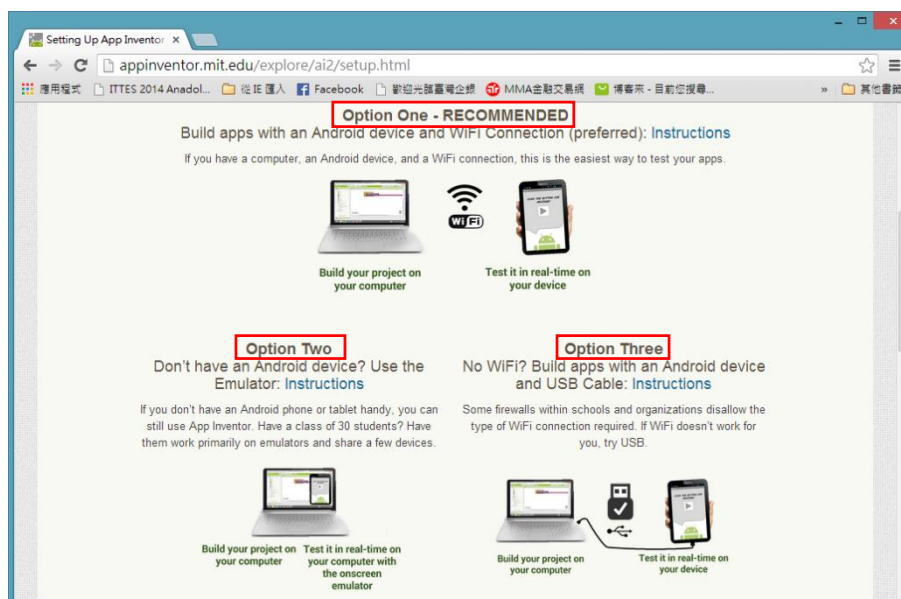 Setting Up App Inventor
appinventor.mit.edu/explore/ai2/setup.html
應用程式 ITTES 2014 Anadol... 從 IE 匯入 Facebook 歡迎光臨臺灣企銀 MMA金融交易網 博客來 - 目前您搜尋... » 其他書籤
Option One - RECOMMENDED
Build apps with an Android device and WiFi Connection (preferred): Instructions
If you have a computer, an Android device, and a WiFi connection, this is the easiest way to test your apps.
WiFi
Build your project on
your computer
Test it in real-time on
your device
Option Two
Don't have an Android device? Use the
Emulator: Instructions
If you don't have an Android phone or tablet handy, you can
still use App Inventor. Have a class of 30 students? Have
them work primarily on emulators and share a few devices.
Build your project on
your computer
Test it in real-time on
your computer with
the onscreen
emulator
Option Three
No WiFi? Build apps with an Android device
and USB Cable: Instructions
Some firewalls within schools and organizations disallow the
type of WiFi connection required. If WiFi doesn't work for
you, try USB.
Build your project on
your computer
Test it in real-time on
your device